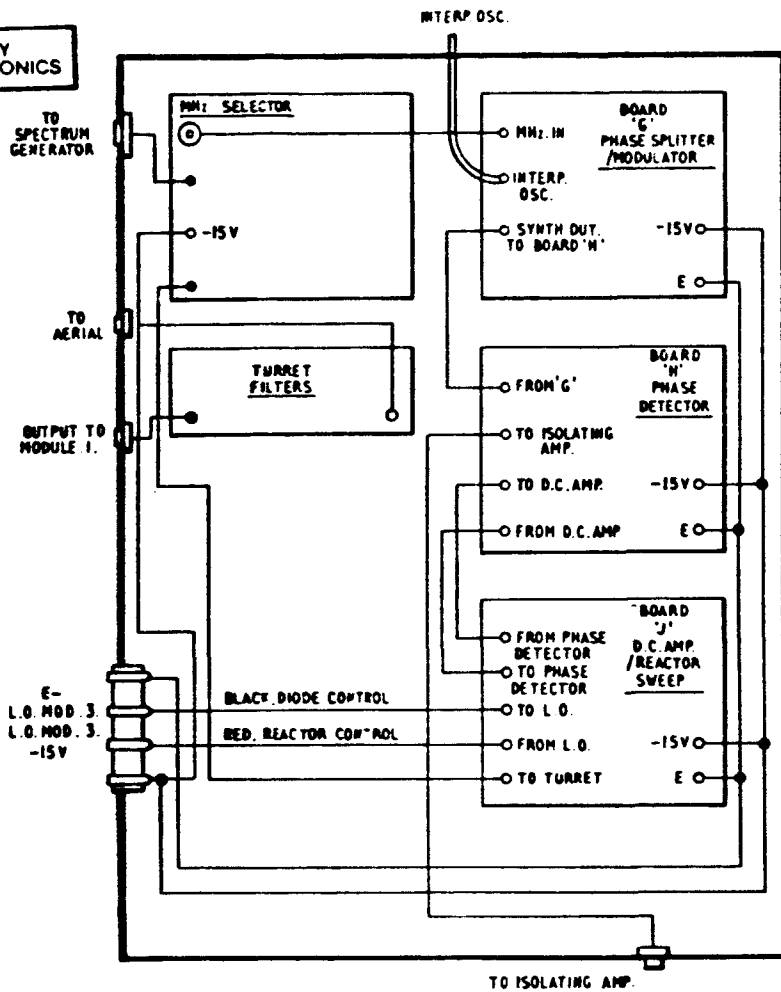 INTERP. OSC.
Y
ONICS
TO
SPECTRUM
GENERATOR
MHz SELECTOR
-15V
TO
AERIAL
TURRET
FILTERS
OUTPUT TO
MODULE 1.
BOARD
'G'
PHASE SPLITTER
/MODULATOR
MHz. IN
INTERP.
OSC.
SYNTH OUT.
TO BOARD 'H'
-15V
E
BOARD
'H'
PHASE
DETECTOR
FROM 'G'
TO ISOLATING
AMP.
TO D.C. AMP.
-15V
FROM D.C. AMP
E
BOARD
'J'
D.C. AMP.
/REACTOR
SWEEP
FROM PHASE
DETECTOR
TO PHASE
DETECTOR
TO L.O.
FROM L.O.
-15V
TO TURRET
E
E-
L.O. MOD. 3.
L.O. MOD. 3.
-15V
BLACK. DIODE CONTROL
RED. REACTOR CONTROL
TO ISOLATING AMP.